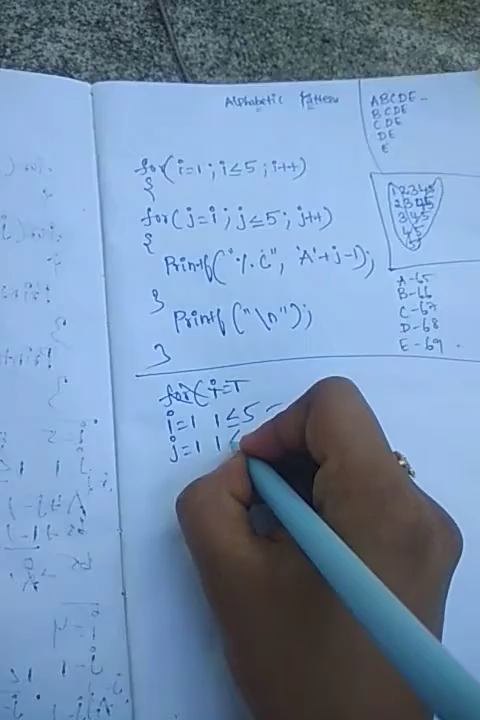 Alphabetic Pattern
ABCDE
BCDE
CDE
DE
E
for(i=1; i≤5; i++)
{
for(j=i; j≤5; j++)
{
Printf("%c", 'A'+j-1);
}
Printf("\n");
}
12345
2345
345
45
5
A-65
B-66
C-67
D-68
E-69.
for(i=1
i=1 1≤5
j=1 1≤